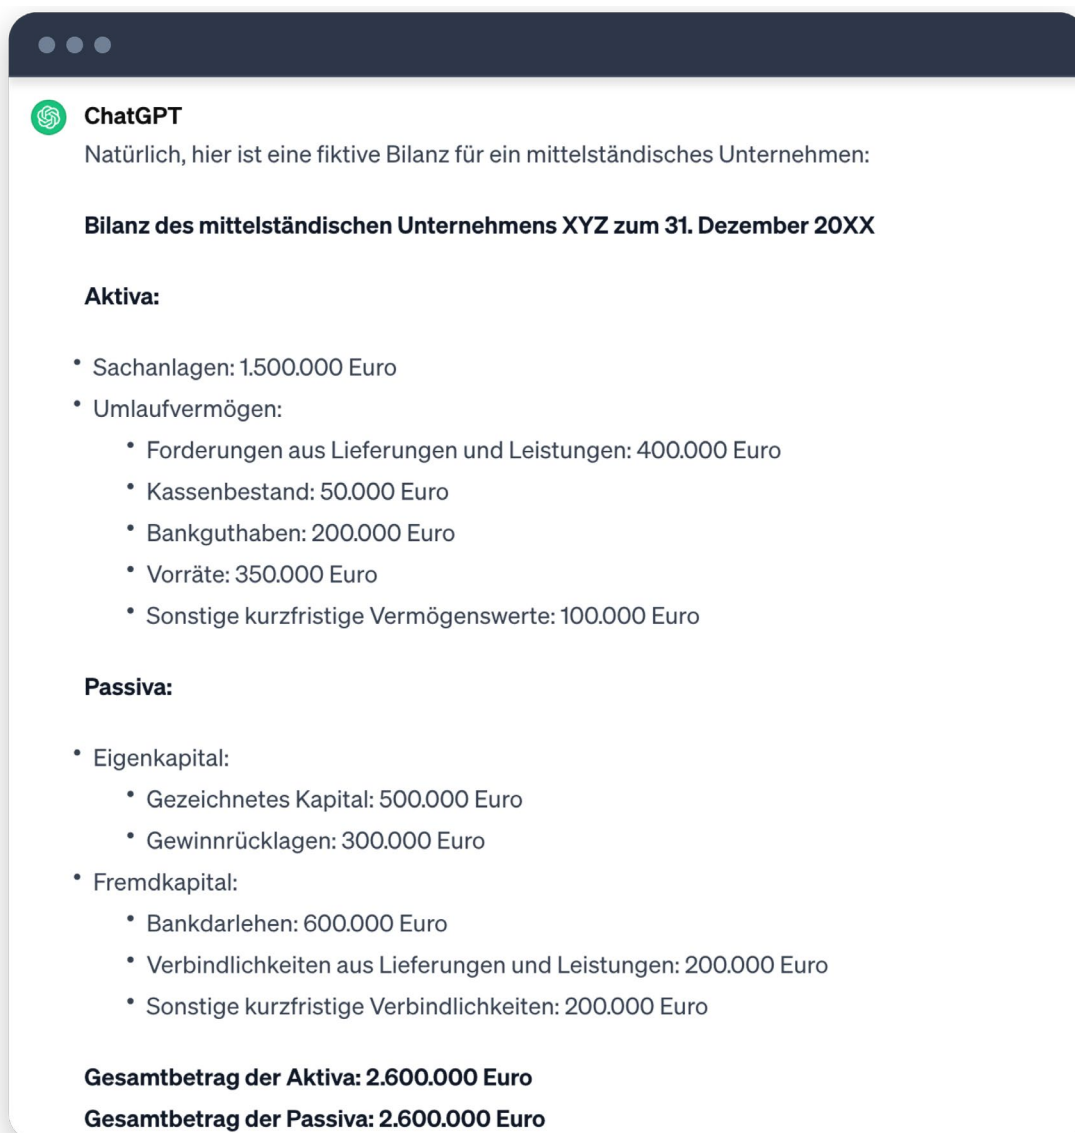 ChatGPT
Natürlich, hier ist eine fiktive Bilanz für ein mittelständisches Unternehmen:
Bilanz des mittelständischen Unternehmens XYZ zum 31. Dezember 20XX
Aktiva:
• Sachanlagen: 1.500.000 Euro
• Umlaufvermögen:
• Forderungen aus Lieferungen und Leistungen: 400.000 Euro
• Kassenbestand: 50.000 Euro
• Bankguthaben: 200.000 Euro
• Vorräte: 350.000 Euro
• Sonstige kurzfristige Vermögenswerte: 100.000 Euro
Passiva:
• Eigenkapital:
• Gezeichnetes Kapital: 500.000 Euro
• Gewinnrücklagen: 300.000 Euro
• Fremdkapital:
• Bankdarlehen: 600.000 Euro
• Verbindlichkeiten aus Lieferungen und Leistungen: 200.000 Euro
• Sonstige kurzfristige Verbindlichkeiten: 200.000 Euro
Gesamtbetrag der Aktiva: 2.600.000 Euro
Gesamtbetrag der Passiva: 2.600.000 Euro